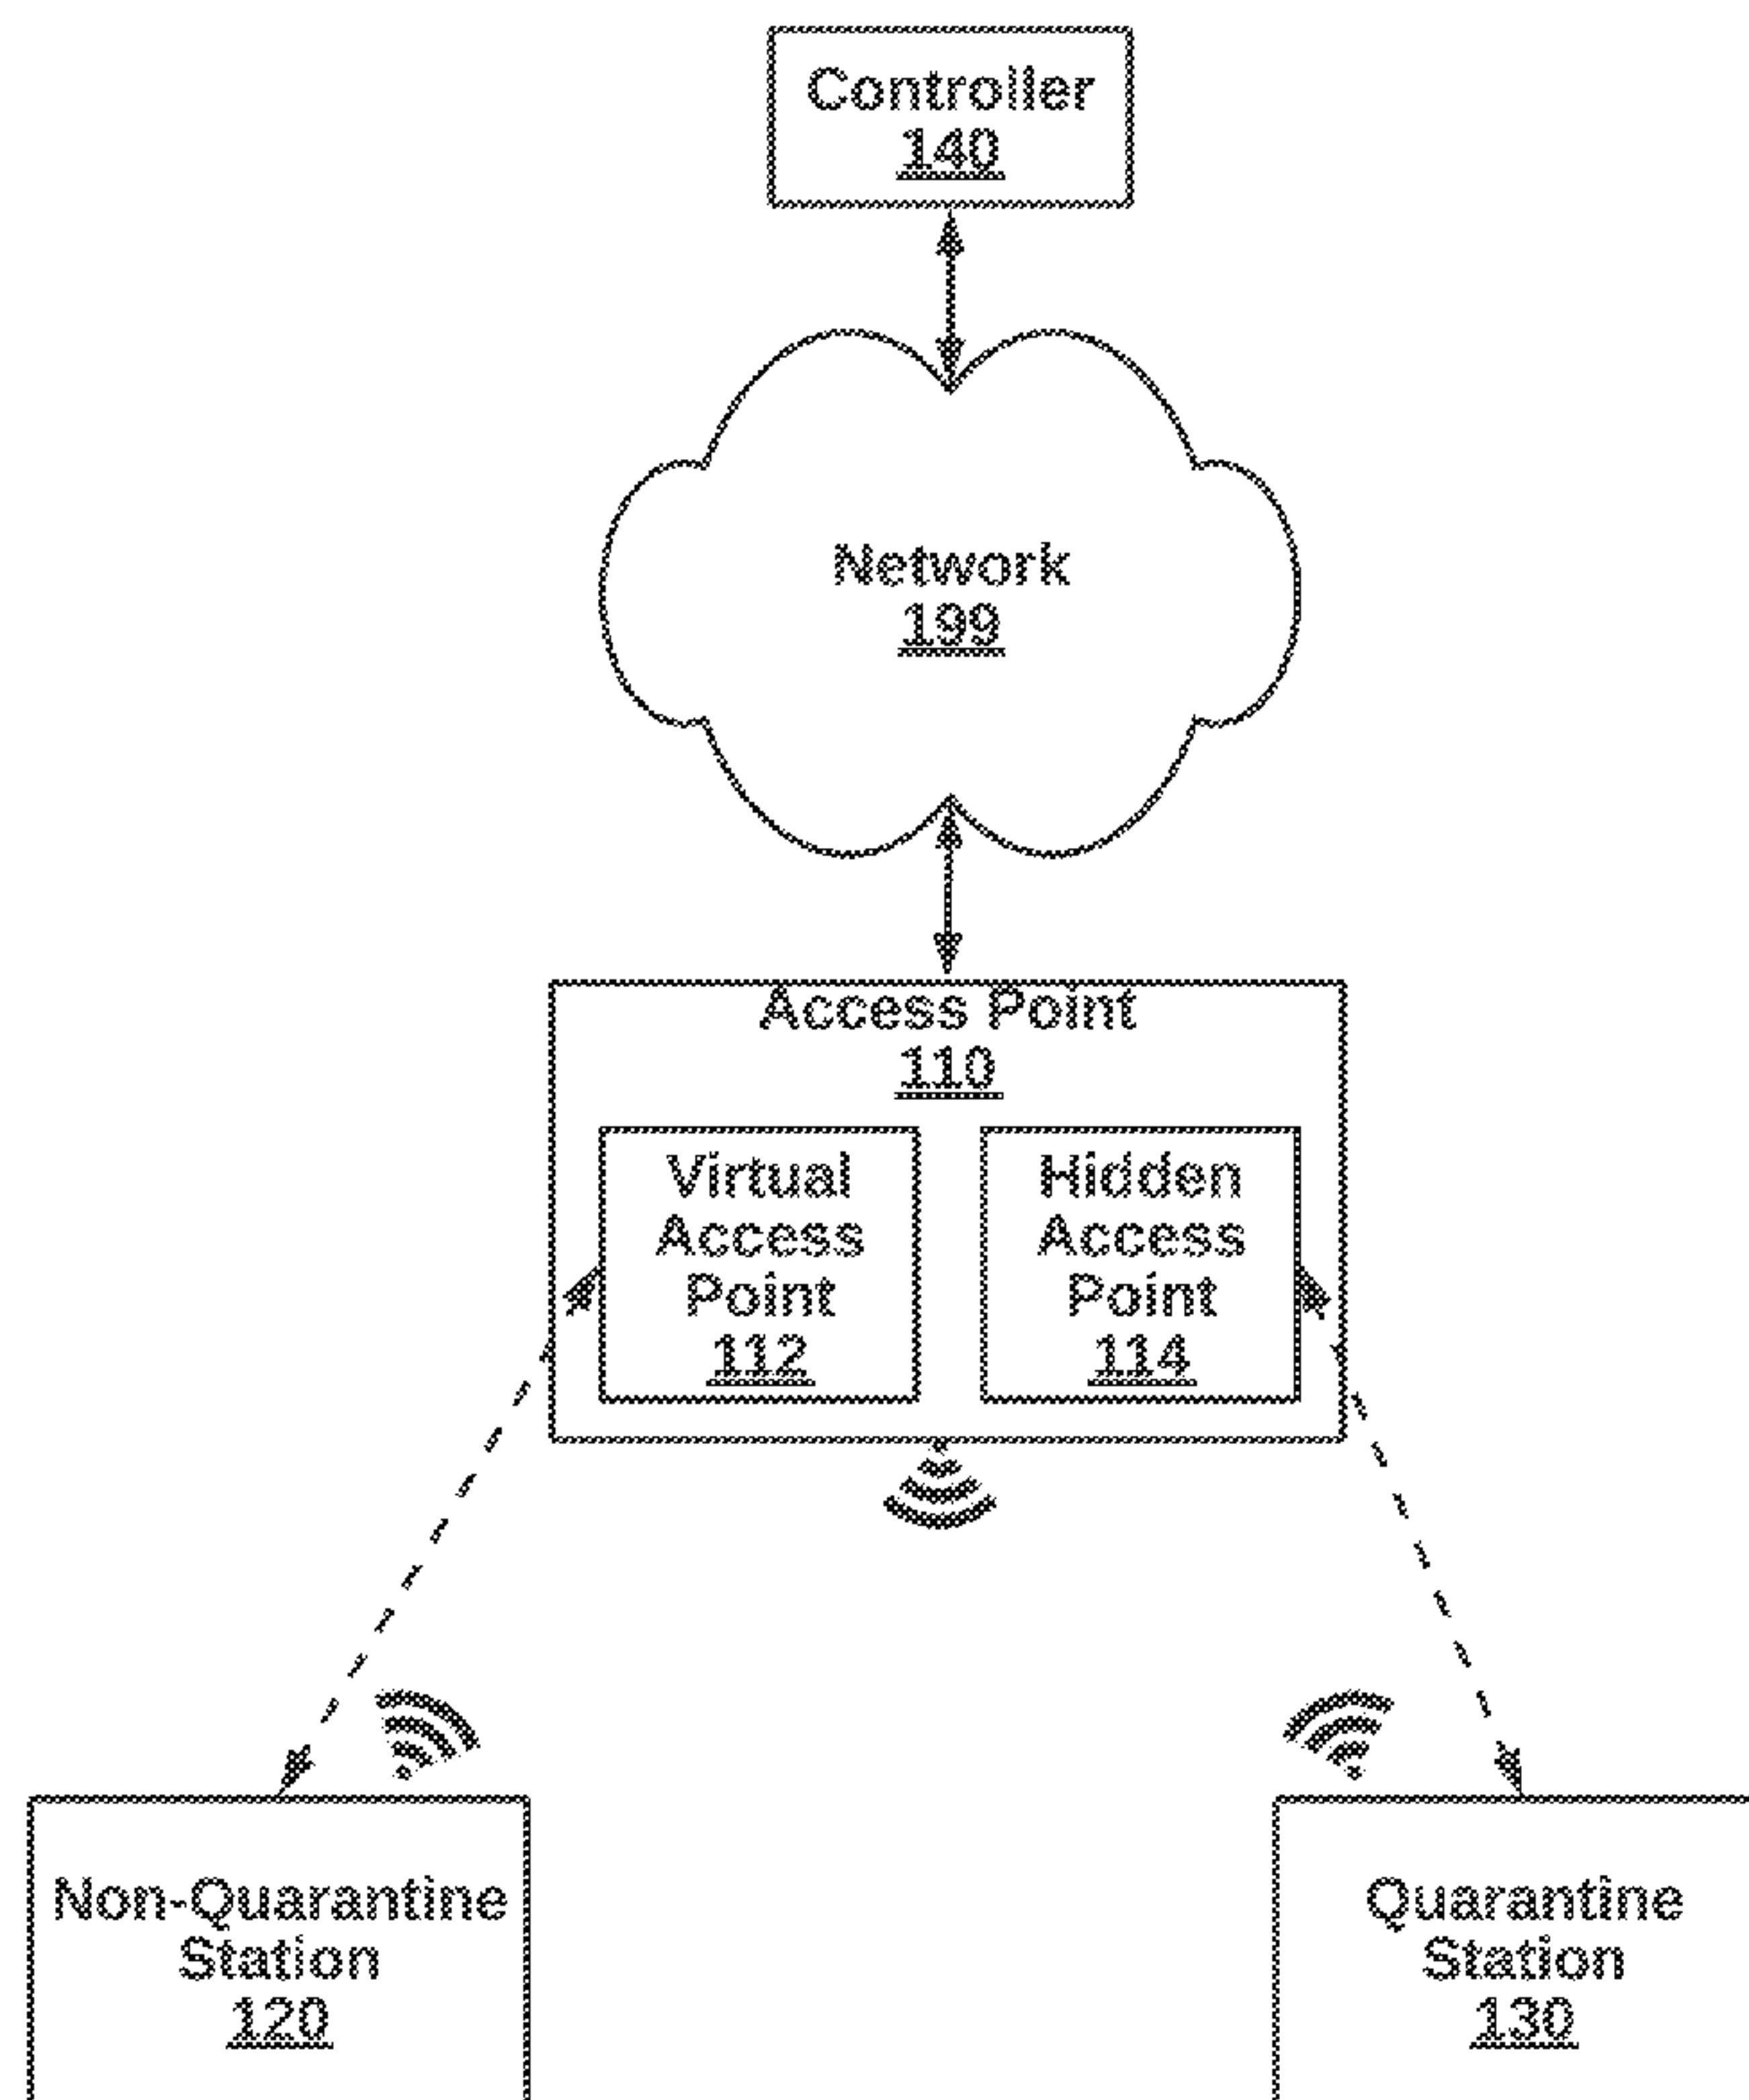 Controller
140
Network
199
Access Point
110
Virtual
Access
Point
112
Hidden
Access
Point
114
Non-Quarantine
Station
120
Quarantine
Station
130